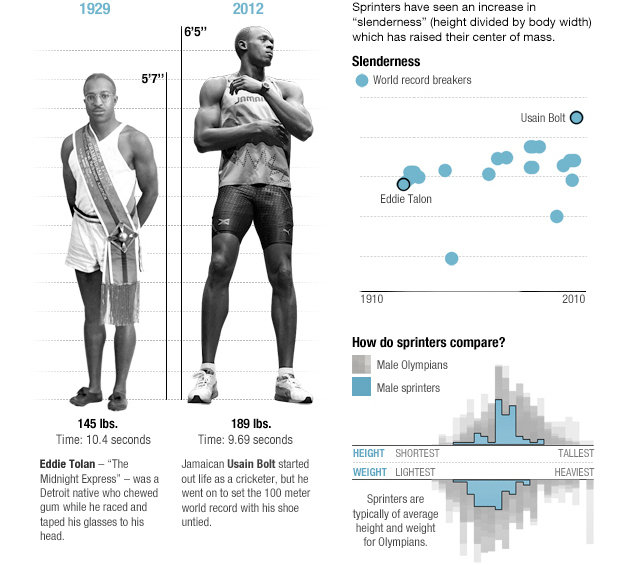 1929
2012
6'5''
5'7''
JAMAICA
145 lbs.
Time: 10.4 seconds
189 lbs.
Time: 9.69 seconds
Eddie Tolan – “The
Midnight Express” – was a
Detroit native who chewed
gum while he raced and
taped his glasses to his
head.
Jamaican Usain Bolt started
out life as a cricketer, but he
went on to set the 100 meter
world record with his shoe
untied.
Sprinters have seen an increase in
“slenderness” (height divided by body width)
which has raised their center of mass.
Slenderness
World record breakers
Usain Bolt
Eddie Talon
1910
2010
How do sprinters compare?
Male Olympians
Male sprinters
HEIGHT SHORTEST TALLEST
WEIGHT LIGHTEST HEAVIEST
Sprinters are
typically of average
height and weight
for Olympians.